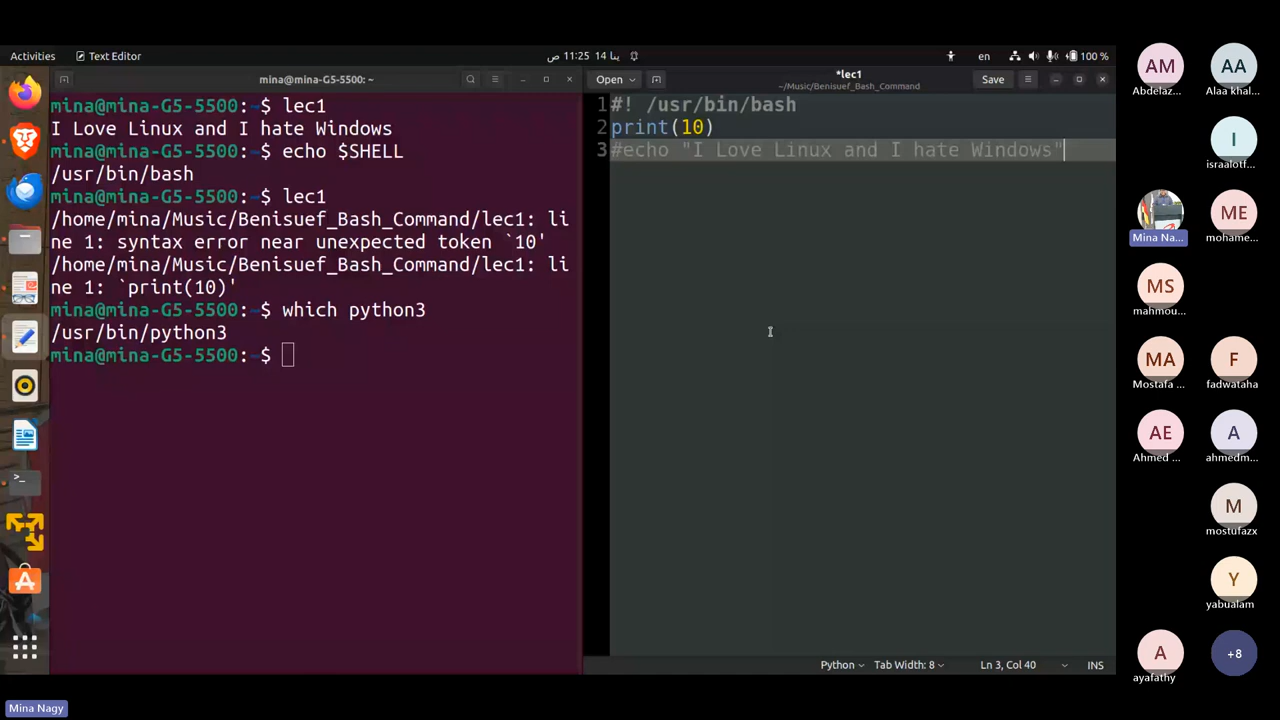 Activities
Text Editor
11:25 ص
ينا 14
en
100 %
mina@mina-G5-5500: ~
mina@mina-G5-5500:~$ lec1
I Love Linux and I hate Windows
mina@mina-G5-5500:~$ echo $SHELL
/usr/bin/bash
mina@mina-G5-5500:~$ lec1
/home/mina/Music/Benisuef_Bash_Command/lec1: li
ne 1: syntax error near unexpected token `10'
/home/mina/Music/Benisuef_Bash_Command/lec1: li
ne 1: `print(10)'
mina@mina-G5-5500:~$ which python3
/usr/bin/python3
mina@mina-G5-5500:~$
Open
*lec1
~/Music/Benisuef_Bash_Command
Save
1 #! /usr/bin/bash
2 print(10)
3 #echo "I Love Linux and I hate Windows"
Python
Tab Width: 8
Ln 3, Col 40
INS
AM
Abdelaz...
AA
Alaa khal...
I
israalotf...
Mina Na...
ME
mohame...
MS
mahmou...
MA
Mostafa ...
F
fadwataha
AE
Ahmed ...
A
ahmedm...
M
mostufazx
Y
yabualam
A
ayafathy
+8
Mina Nagy